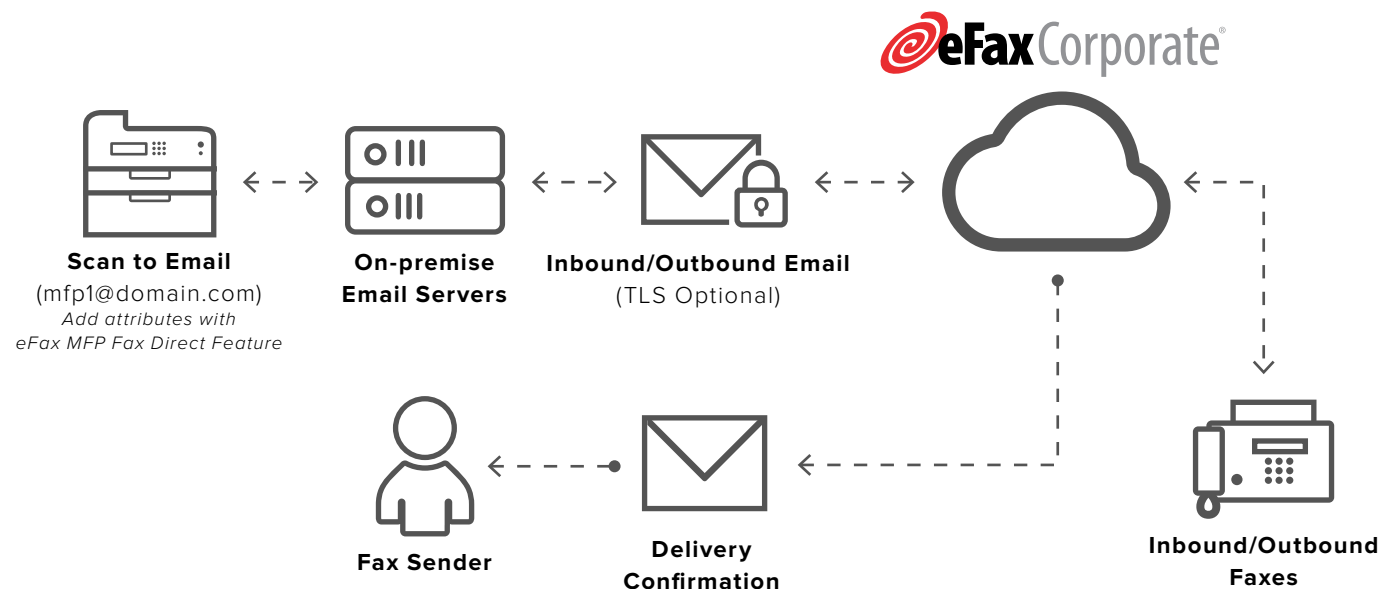 eFax Corporate®
Scan to Email
(mfp1@domain.com)
Add attributes with
eFax MFP Fax Direct Feature
On-premise
Email Servers
Inbound/Outbound Email
(TLS Optional)
Fax Sender
Delivery
Confirmation
Inbound/Outbound
Faxes